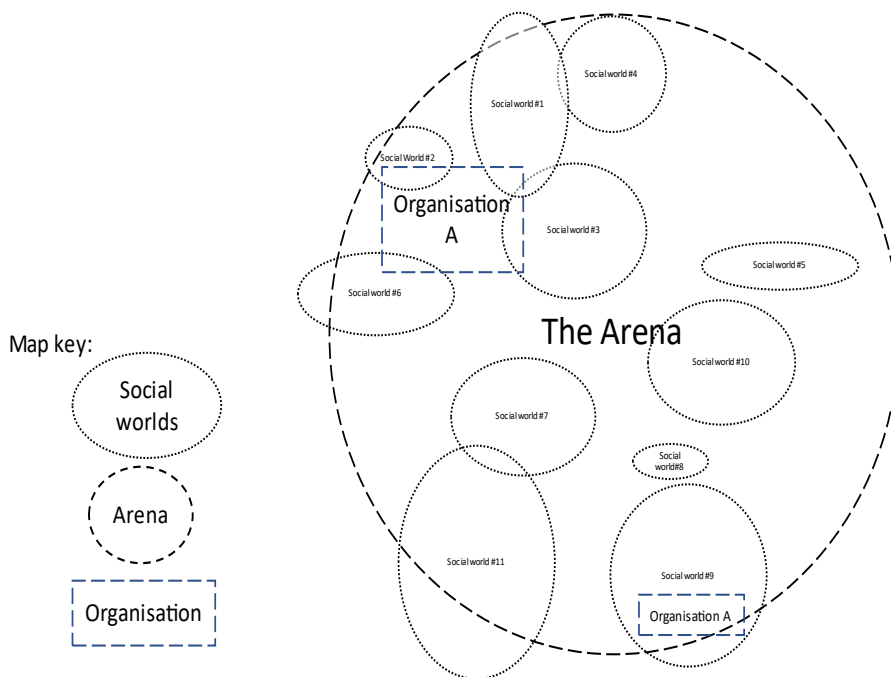 Social world #4
Social world #1
Social World #2
Organisation
A
Social world #3
Social world #5
Social world #6
The Arena
Map key:
Social world #10
Social
worlds
Social world #7
Social
world#8
Arena
Social world #11
Social world #9
Organisation
Organisation A